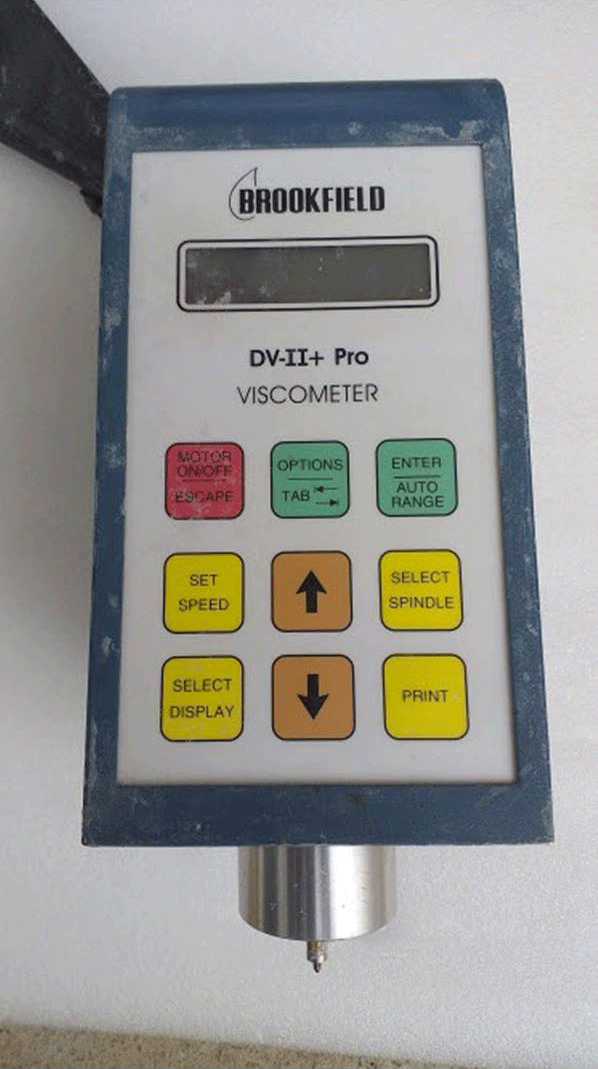 BROOKFIELD
DV-II+ Pro
VISCOMETER
MOTOR
ON/OFF
ESCAPE
OPTIONS
TAB
ENTER
AUTO
RANGE
SET
SPEED
SELECT
SPINDLE
SELECT
DISPLAY
PRINT